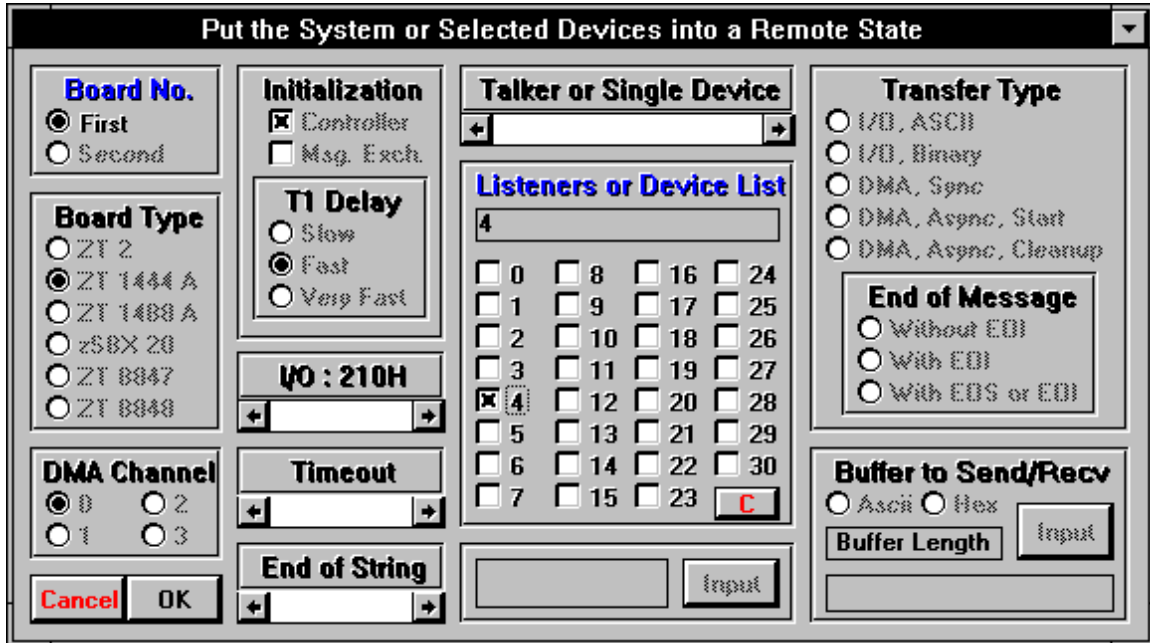 Put the System or Selected Devices into a Remote State
Board No.
First
Second
Board Type
ZT 2
ZT 1444 A
ZT 1488 A
zSBX 20
ZT 8847
ZT 8848
DMA Channel
0 2
1 3
Cancel OK
Initialization
Controller
Msg. Exch.
T1 Delay
Slow
Fast
Very Fast
I/O : 210H
Timeout
End of String
Talker or Single Device
Listeners or Device List
4
0 8 16 24
1 9 17 25
2 10 18 26
3 11 19 27
4 12 20 28
5 13 21 29
6 14 22 30
7 15 23 C
Input
Transfer Type
I/O, ASCII
I/O, Binary
DMA, Sync
DMA, Async, Start
DMA, Async, Cleanup
End of Message
Without EOI
With EOI
With EOS or EOI
Buffer to Send/Recv
Ascii Hex
Input
Buffer Length